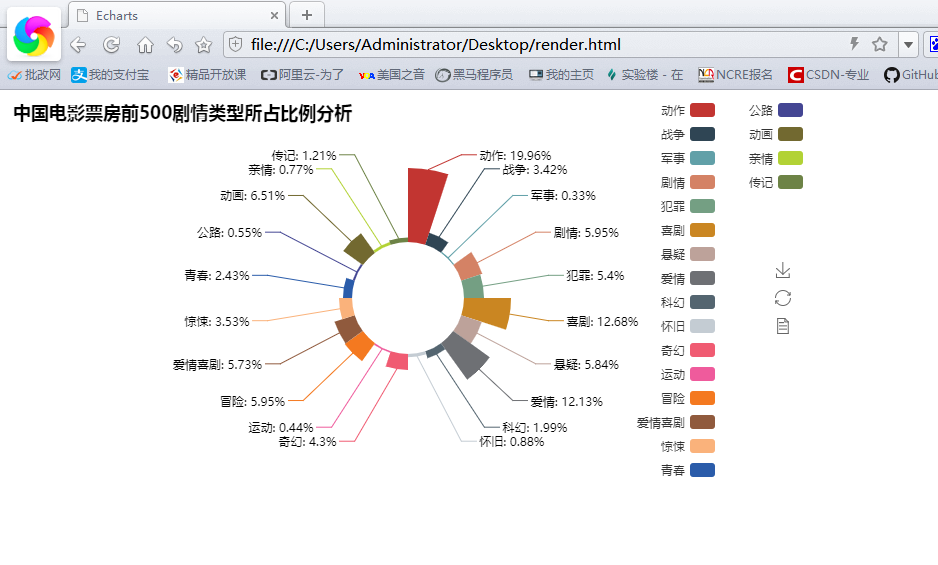 Echarts
file:///C:/Users/Administrator/Desktop/render.html
批改网 我的支付宝 精品开放课 阿里云-为了 V.A 美国之音 黑马程序员 我的主页 实验楼 - 在 NCRE报名 CSDN-专业 GitHub
中国电影票房前500剧情类型所占比例分析
传记: 1.21%
亲情: 0.77%
动画: 6.51%
公路: 0.55%
青春: 2.43%
惊悚: 3.53%
爱情喜剧: 5.73%
冒险: 5.95%
运动: 0.44%
奇幻: 4.3%
动作: 19.96%
战争: 3.42%
军事: 0.33%
剧情: 5.95%
犯罪: 5.4%
喜剧: 12.68%
悬疑: 5.84%
爱情: 12.13%
科幻: 1.99%
怀旧: 0.88%
动作
战争
军事
剧情
犯罪
喜剧
悬疑
爱情
科幻
怀旧
奇幻
运动
冒险
爱情喜剧
惊悚
青春
公路
动画
亲情
传记